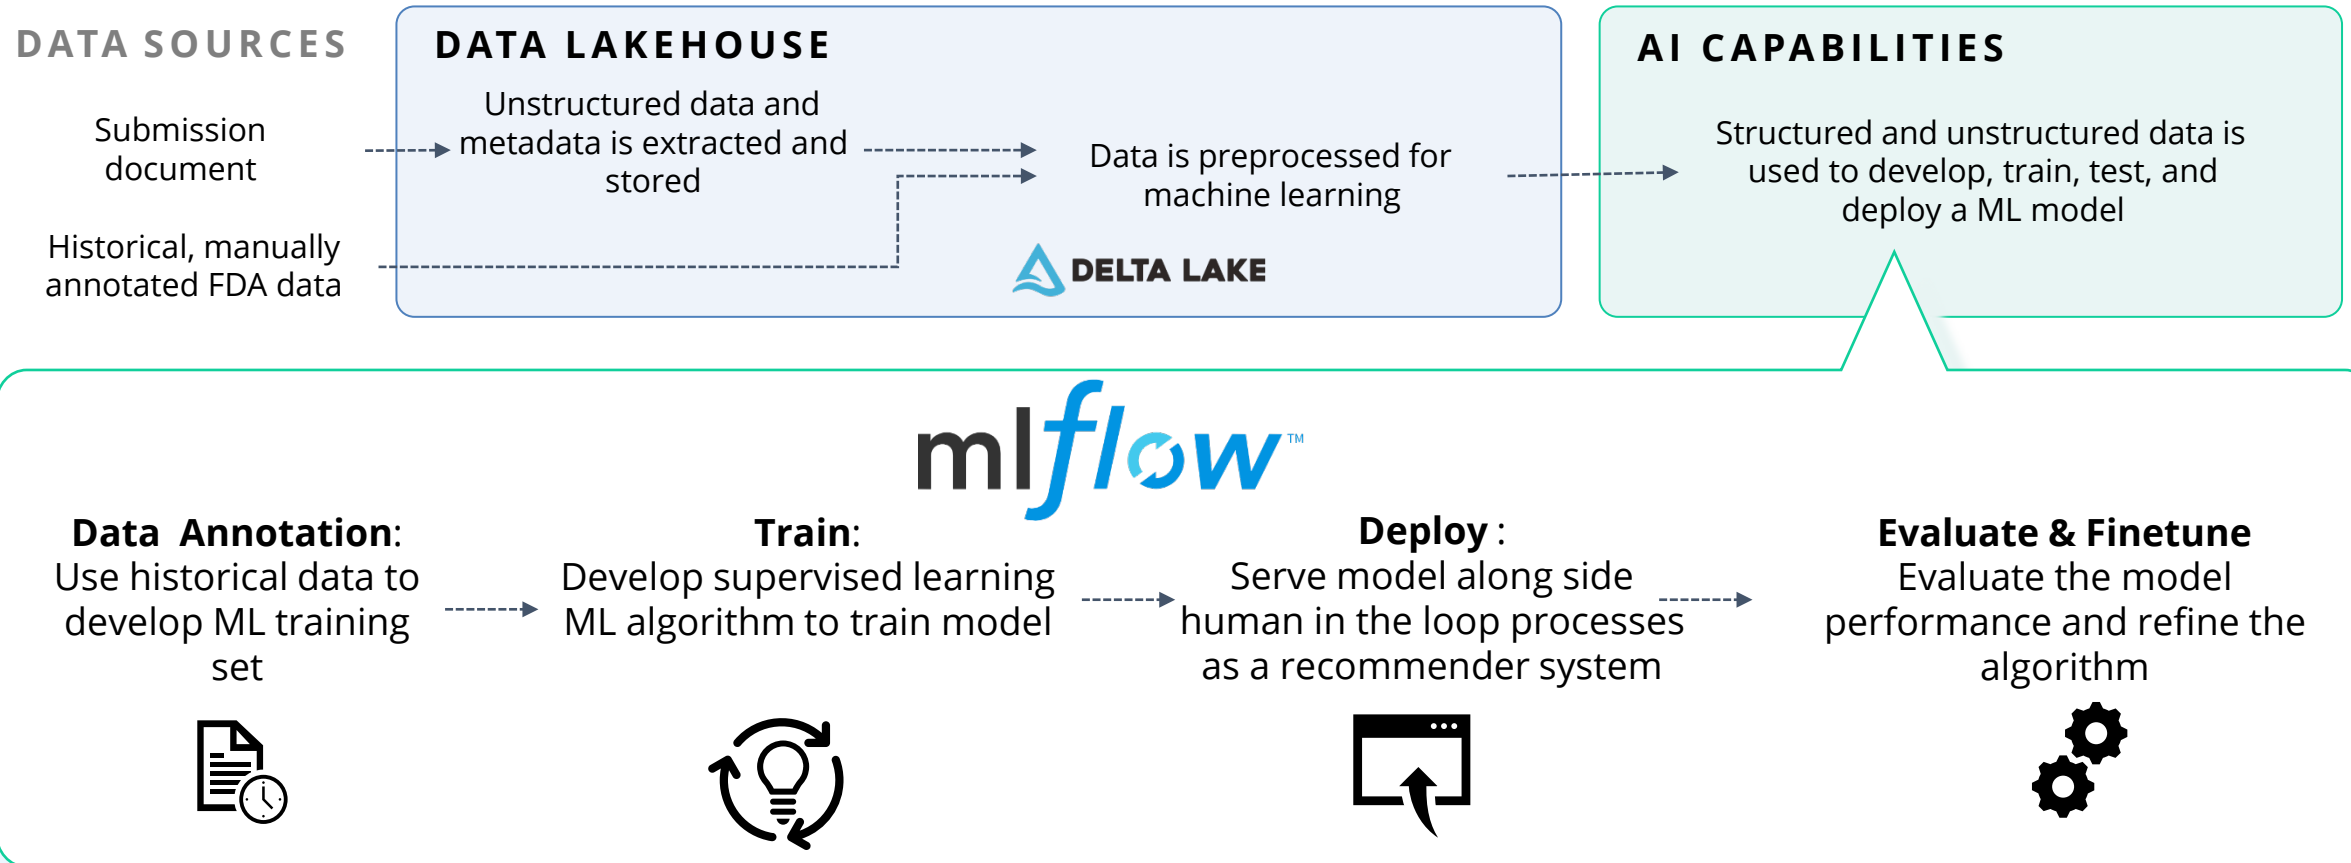 DATA SOURCES
Submission
document
Historical, manually
annotated FDA data
DATA LAKEHOUSE
Unstructured data and
metadata is extracted and
stored
Data is preprocessed for
machine learning
DELTA LAKE
AI CAPABILITIES
Structured and unstructured data is
used to develop, train, test, and
deploy a ML model
mlflow™
Data  Annotation:
Use historical data to
develop ML training
set
Train:
Develop supervised learning
ML algorithm to train model
Deploy :
Serve model along side
human in the loop processes
as a recommender system
Evaluate & Finetune
Evaluate the model
performance and refine the
algorithm